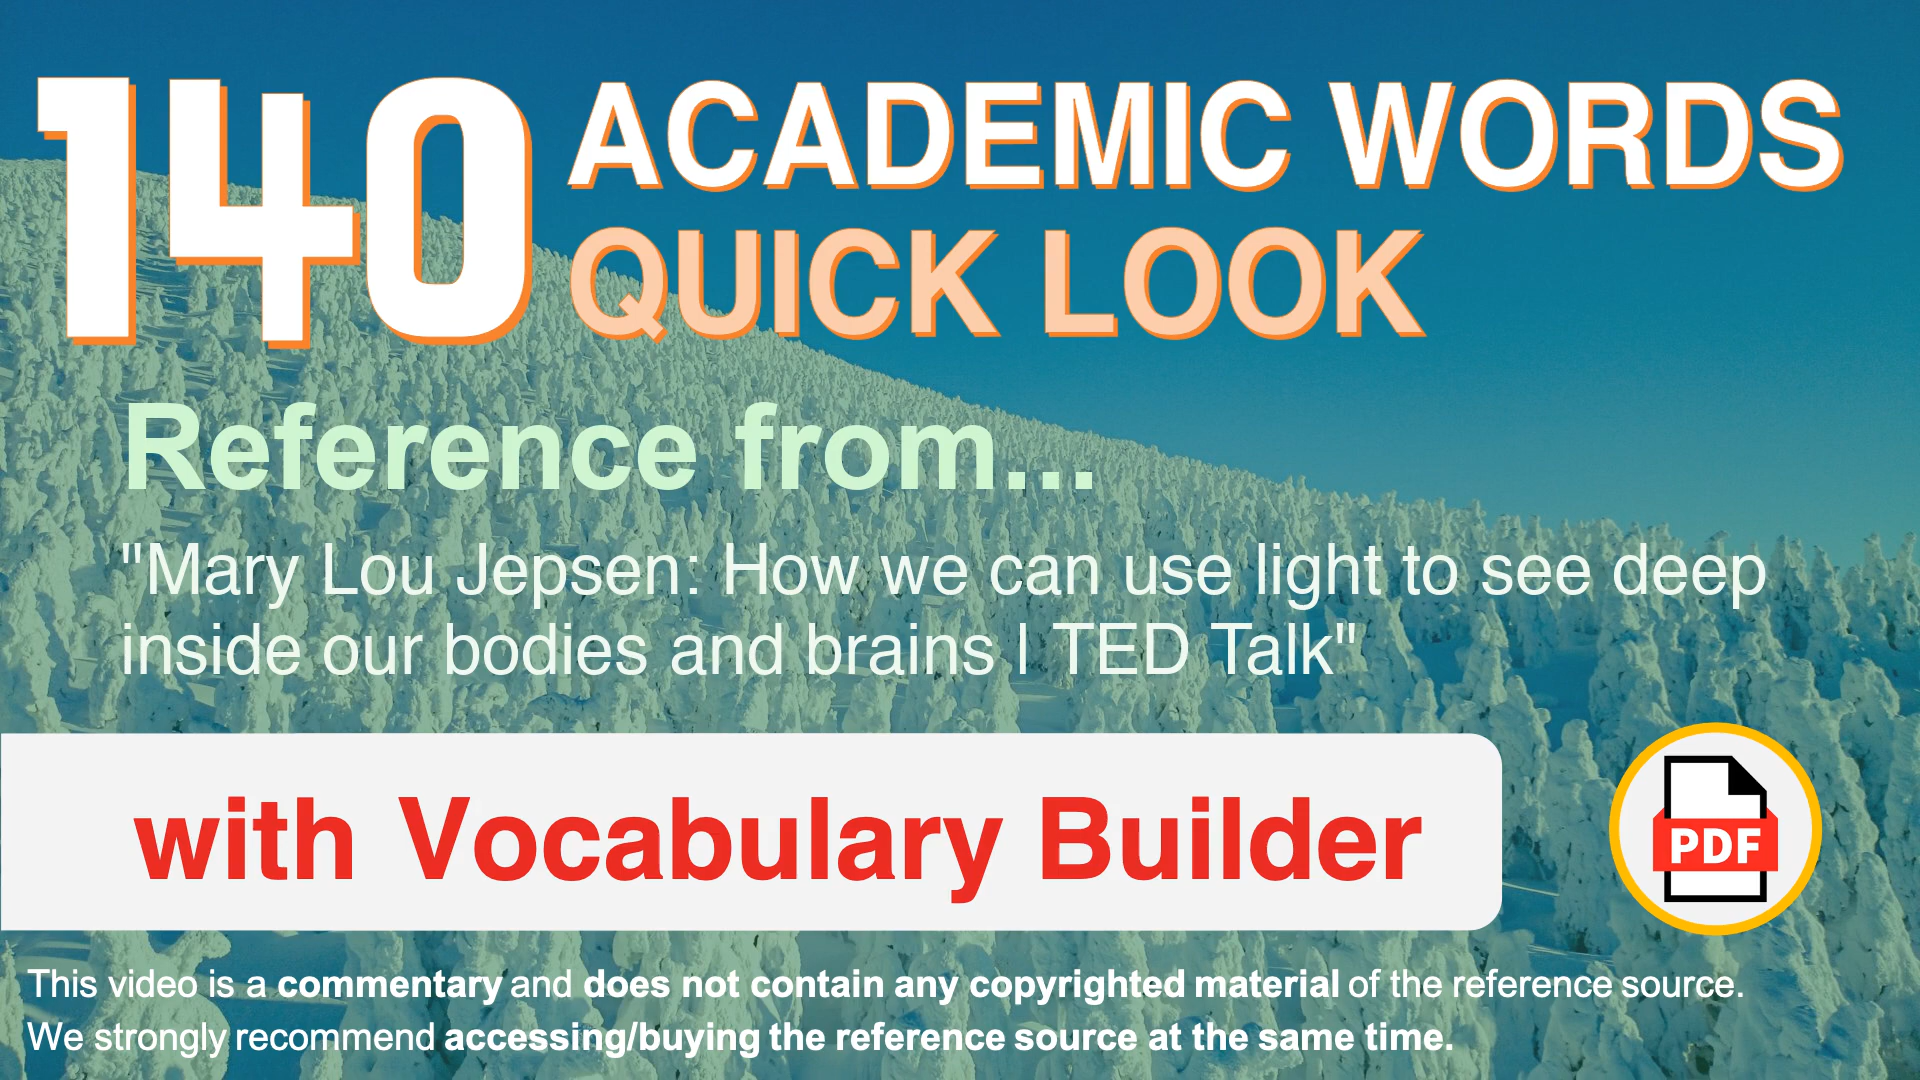 140 ACADEMIC WORDS
QUICK LOOK
Reference from...
"Mary Lou Jepsen: How we can use light to see deep
inside our bodies and brains | TED Talk"
with Vocabulary Builder
PDF
This video is a commentary and does not contain any copyrighted material of the reference source.
We strongly recommend accessing/buying the reference source at the same time.